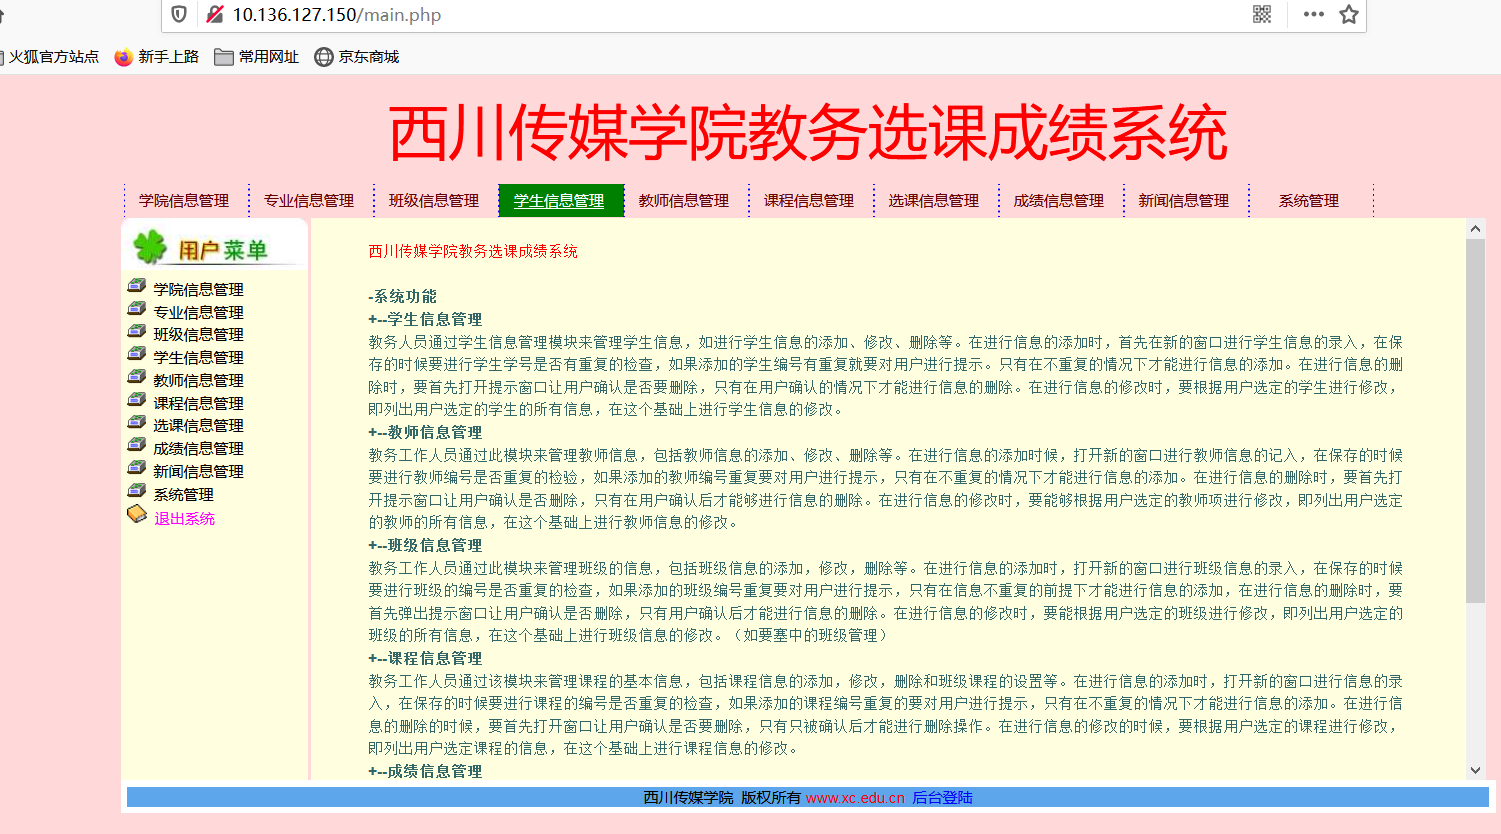 10.136.127.150/main.php
火狐官方站点 新手上路 常用网址 京东商城
西川传媒学院教务选课成绩系统
学院信息管理 专业信息管理 班级信息管理 学生信息管理 教师信息管理 课程信息管理 选课信息管理 成绩信息管理 新闻信息管理 系统管理
用户菜单
学院信息管理
专业信息管理
班级信息管理
学生信息管理
教师信息管理
课程信息管理
选课信息管理
成绩信息管理
新闻信息管理
系统管理
退出系统
西川传媒学院教务选课成绩系统
-系统功能
+--学生信息管理
教务人员通过学生信息管理模块来管理学生信息，如进行学生信息的添加、修改、删除等。在进行信息的添加时，首先在新的窗口进行学生信息的录入，在保
存的时候要进行学生学号是否有重复的检查，如果添加的学生编号有重复就要对用户进行提示。只有在不重复的情况下才能进行信息的添加。在进行信息的删
除时，要首先打开提示窗口让用户确认是否要删除，只有在用户确认的情况下才能进行信息的删除。在进行信息的修改时，要根据用户选定的学生进行修改，
即列出用户选定的学生的所有信息，在这个基础上进行学生信息的修改。
+--教师信息管理
教务工作人员通过此模块来管理教师信息，包括教师信息的添加、修改、删除等。在进行信息的添加时候，打开新的窗口进行教师信息的记入，在保存的时候
要进行教师编号是否重复的检验，如果添加的教师编号重复要对用户进行提示，只有在不重复的情况下才能进行信息的添加。在进行信息的删除时，要首先打
开提示窗口让用户确认是否删除，只有在用户确认后才能够进行信息的删除。在进行信息的修改时，要能够根据用户选定的教师项进行修改，即列出用户选定
的教师的所有信息，在这个基础上进行教师信息的修改。
+--班级信息管理
教务工作人员通过此模块来管理班级的信息，包括班级信息的添加，修改，删除等。在进行信息的添加时，打开新的窗口进行班级信息的录入，在保存的时候
要进行班级的编号是否重复的检查，如果添加的班级编号重复要对用户进行提示，只有在信息不重复的前提下才能进行信息的添加，在进行信息的删除时，要
首先弹出提示窗口让用户确认是否删除，只有用户确认后才能进行信息的删除。在进行信息的修改时，要能根据用户选定的班级进行修改，即列出用户选定的
班级的所有信息，在这个基础上进行班级信息的修改。（如要塞中的班级管理）
+--课程信息管理
教务工作人员通过该模块来管理课程的基本信息，包括课程信息的添加，修改，删除和班级课程的设置等。在进行信息的添加时，打开新的窗口进行信息的录
入，在保存的时候要进行课程的编号是否重复的检查，如果添加的课程编号重复的要对用户进行提示，只有在不重复的情况下才能进行信息的添加。在进行信
息的删除的时候，要首先打开窗口让用户确认是否要删除，只有只被确认后才能进行删除操作。在进行信息的修改的时候，要根据用户选定的课程进行修改，
即列出用户选定课程的信息，在这个基础上进行课程信息的修改。
+--成绩信息管理
西川传媒学院 版权所有 www.xc.edu.cn 后台登陆